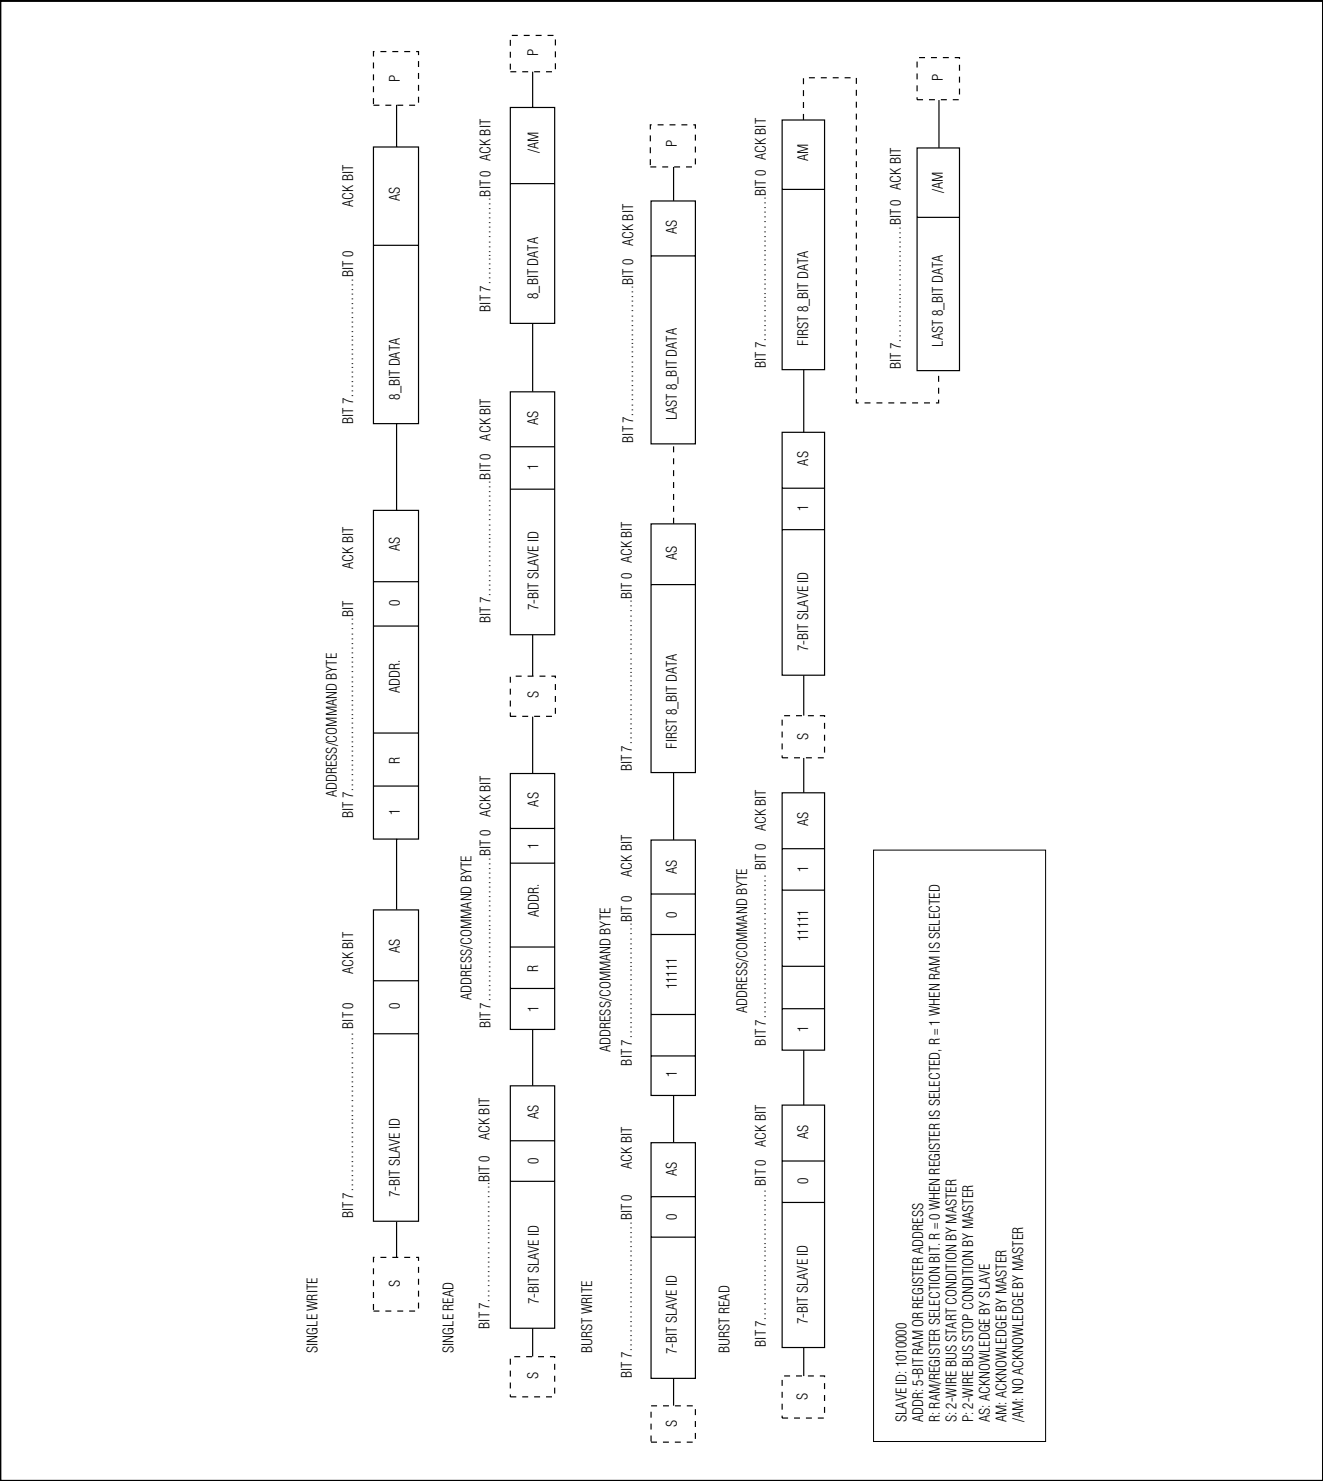 SINGLE WRITE
ADDRESS/COMMAND BYTE
BIT 7....................BIT 0 ACK BIT BIT 7....................BIT ACK BIT BIT 7....................BIT 0 ACK BIT
S 7-BIT SLAVE ID 0 AS 1 R ADDR. 0 AS 8_BIT DATA AS P
SINGLE READ
ADDRESS/COMMAND BYTE
BIT 7....................BIT 0 ACK BIT BIT 7....................BIT 0 ACK BIT BIT 7....................BIT 0 ACK BIT BIT 7....................BIT 0 ACK BIT
S 7-BIT SLAVE ID 0 AS 1 R ADDR. 1 AS S 7-BIT SLAVE ID 1 AS 8_BIT DATA /AM P
BURST WRITE
ADDRESS/COMMAND BYTE
BIT 7....................BIT 0 ACK BIT BIT 7....................BIT 0 ACK BIT BIT 7....................BIT 0 ACK BIT BIT 7....................BIT 0 ACK BIT
S 7-BIT SLAVE ID 0 AS 1 11111 0 AS FIRST 8_BIT DATA AS LAST 8_BIT DATA AS P
BURST READ
ADDRESS/COMMAND BYTE
BIT 7....................BIT 0 ACK BIT BIT 7....................BIT 0 ACK BIT BIT 7....................BIT 0 ACK BIT
S 7-BIT SLAVE ID 0 AS 1 11111 1 AS S 7-BIT SLAVE ID 1 AS FIRST 8_BIT DATA AM
BIT 7....................BIT 0 ACK BIT
LAST 8_BIT DATA /AM P
SLAVE ID: 1010000
ADDR: 5-BIT RAM OR REGISTER ADDRESS
R: RAM/REGISTER SELECTION BIT. R = 0 WHEN REGISTER IS SELECTED, R = 1 WHEN RAM IS SELECTED
S: 2-WIRE BUS START CONDITION BY MASTER
P: 2-WIRE BUS STOP CONDITION BY MASTER
AS: ACKNOWLEDGE BY SLAVE
AM: ACKNOWLEDGE BY MASTER
/AM: NO ACKNOWLEDGE BY MASTER